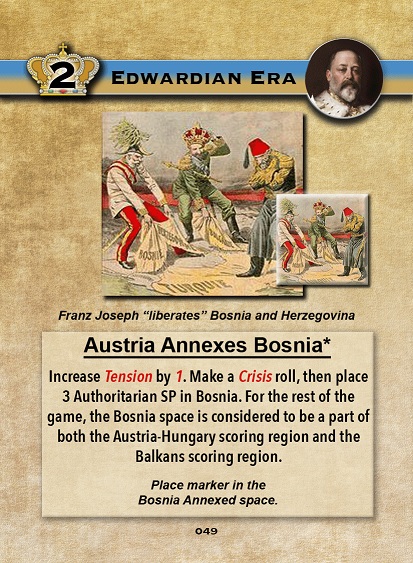 2 EDWARDIAN ERA
BOSNIE
TURQUIE
Franz Joseph “liberates” Bosnia and Herzegovina
Austria Annexes Bosnia*
Increase Tension by 1. Make a Crisis roll, then place
3 Authoritarian SP in Bosnia. For the rest of the
game, the Bosnia space is considered to be a part of
both the Austria-Hungary scoring region and the
Balkans scoring region.
Place marker in the
Bosnia Annexed space.
049